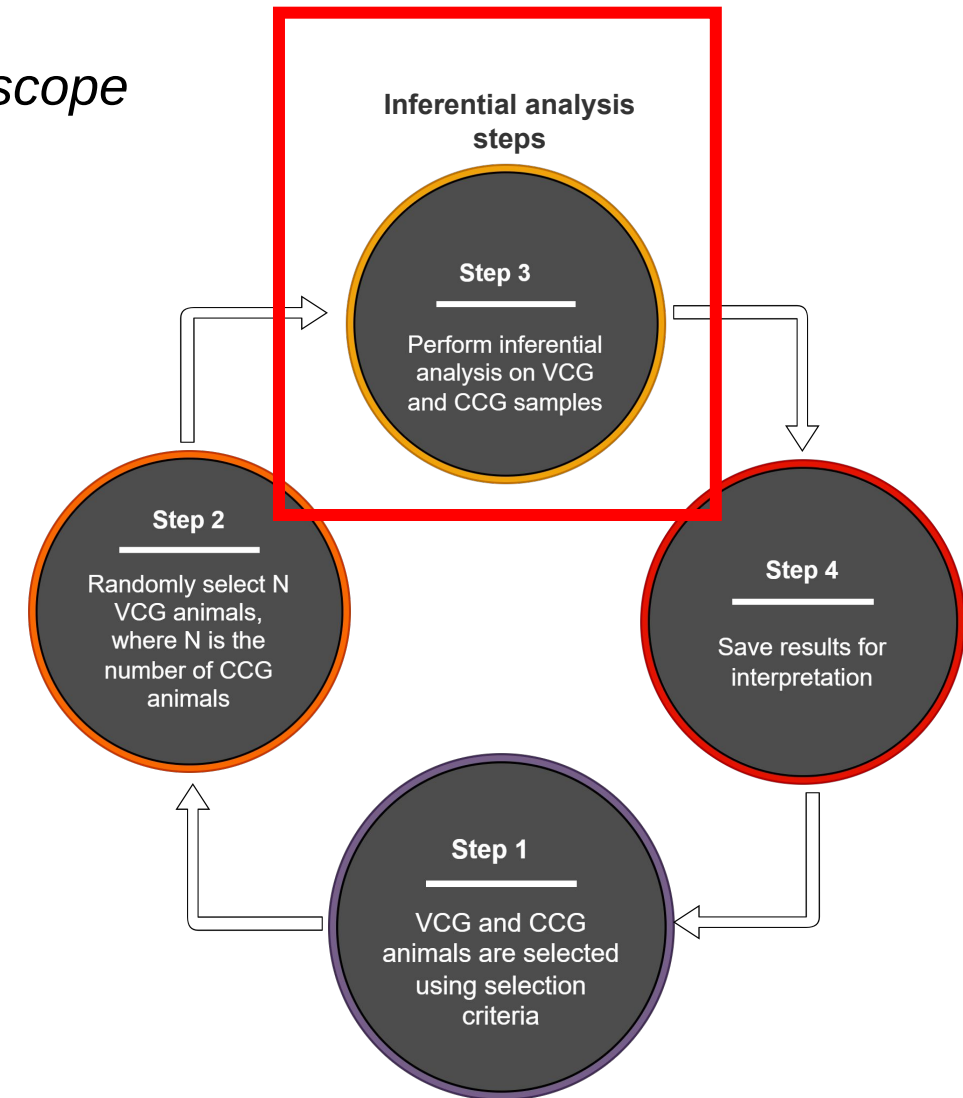 scope
Inferential analysis
steps
Step 3
Perform inferential
analysis on VCG
and CCG samples
Step 2
Randomly select N
VCG animals,
where N is the
number of CCG
animals
Step 4
Save results for
interpretation
Step 1
VCG and CCG
animals are selected
using selection
criteria